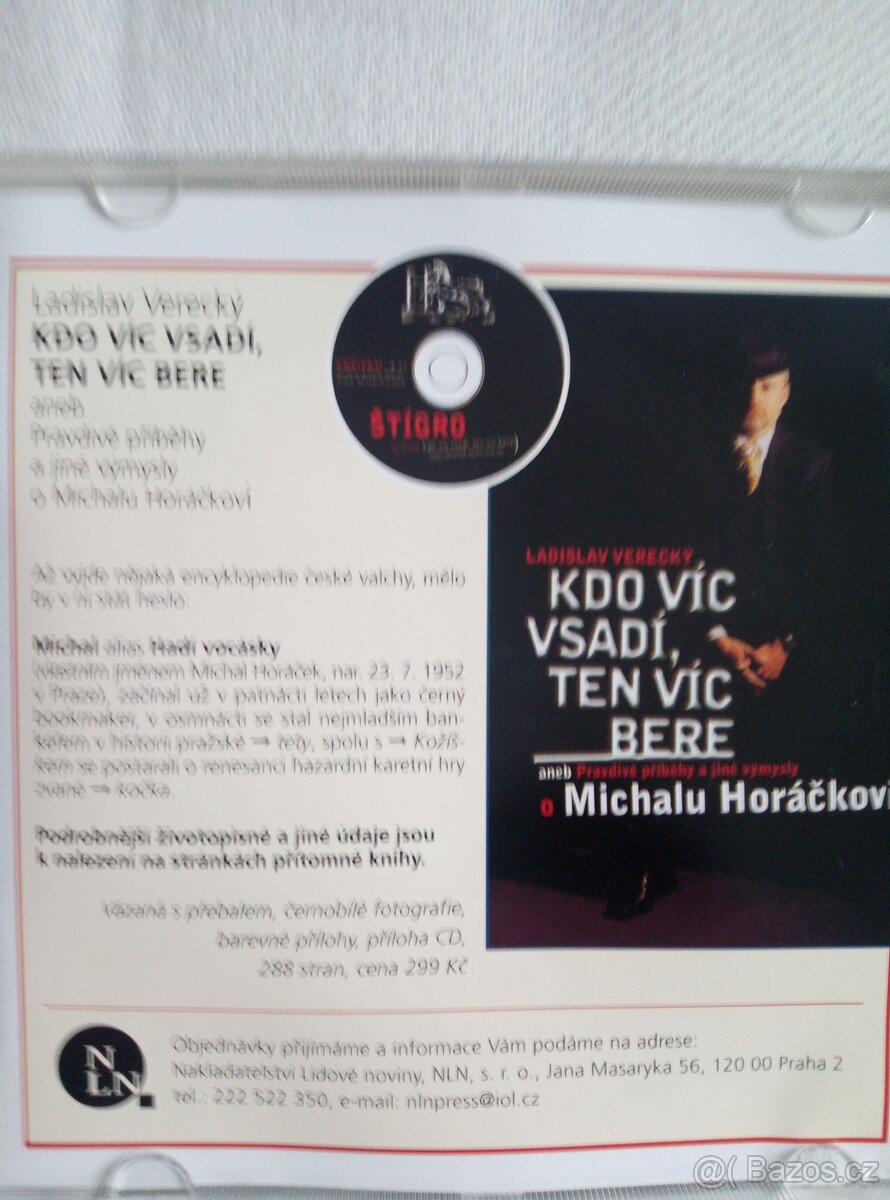 Ladislav Verecký
KDO VÍC VSADÍ,
TEN VÍC BERE
aneb
Pravdivé příběhy
a jiné výmysly
o Michalu Horáčkovi
Až vyjde nějaká encyklopedie české valchy, mělo
by v ní stát heslo:
Michal alias Hadí vocásky
(vlastním jménem Michal Horáček, nar. 23. 7. 1952
v Praze), začínal už v patnácti letech jako černý
bookmaker, v osmnácti se stal nejmladším ban-
kéřem v historii pražské ⇒ tety, spolu s ⇒ Kožíš-
kem se postarali o renesanci hazardní karetní hry
zvané ⇒ kočka.
Podrobnější životopisné a jiné údaje jsou
k nalezení na stránkách přítomné knihy.
Vázaná s přebalem, černobílé fotografie,
barevné přílohy, příloha CD,
288 stran, cena 299 Kč
ŠTÍGRO
LADISLAV VERECKÝ
KDO VÍC
VSADÍ,
TEN VÍC
BERE
aneb Pravdivé příběhy a jiné výmysly
o Michalu Horáčkovi
N
LN
Objednávky přijímáme a informace Vám podáme na adrese:
Nakladatelství Lidové noviny, NLN, s. r. o., Jana Masaryka 56, 120 00 Praha 2
tel.: 222 522 350, e-mail: nlnpress@iol.cz
@( Bazos.cz